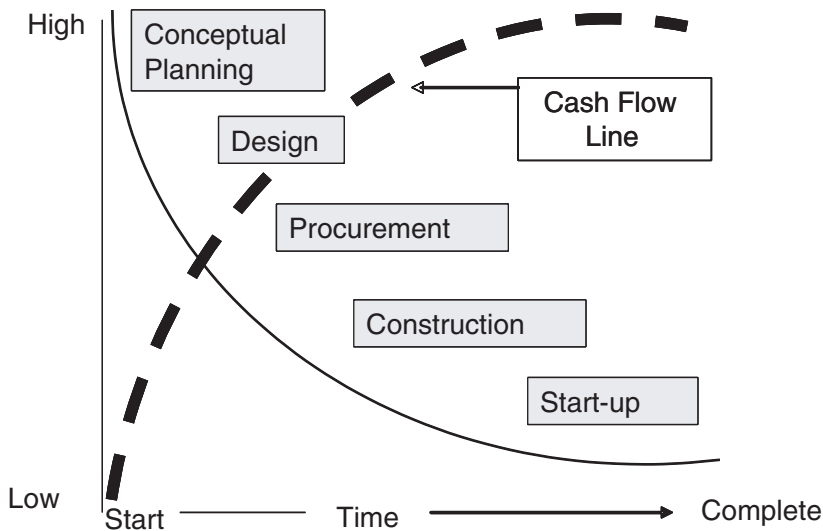 High
Conceptual
Planning
Cash Flow
Line
Design
Procurement
Construction
Start-up
Low
Start
Time
Complete